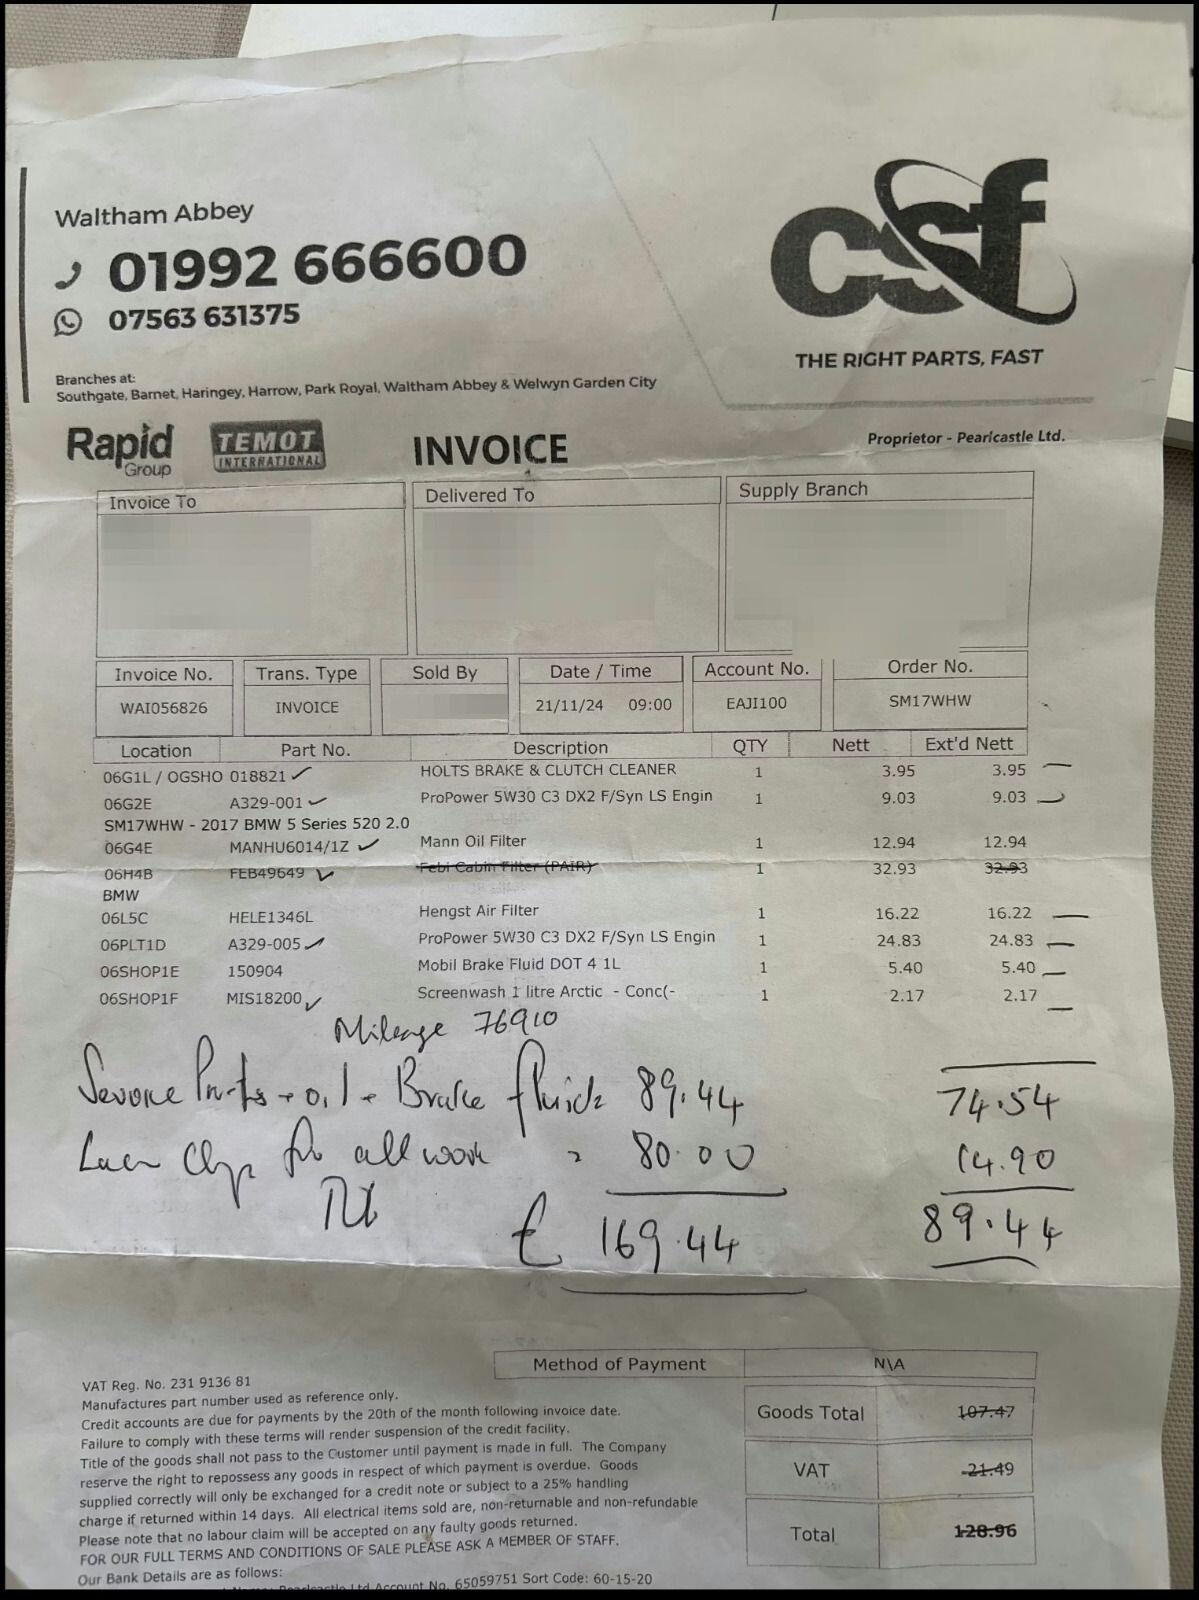 Waltham Abbey
01992 666600
07563 631375
csf
THE RIGHT PARTS, FAST
Branches at:
Southgate, Barnet, Haringey, Harrow, Park Royal, Waltham Abbey & Welwyn Garden City
Rapid Group
TEMOT INTERNATIONAL
INVOICE
Proprietor - Pearlcastle Ltd.
Invoice To Delivered To Supply Branch
Invoice No. Trans. Type Sold By Date / Time Account No. Order No.
WAI056826 INVOICE 21/11/24 09:00 EAJI100 SM17WHW
Location Part No. Description QTY Nett Ext'd Nett
06G1L / OGSHO 018821 HOLTS BRAKE & CLUTCH CLEANER 1 3.95 3.95
06G2E A329-001 ProPower 5W30 C3 DX2 F/Syn LS Engin 1 9.03 9.03
SM17WHW - 2017 BMW 5 Series 520 2.0
06G4E MANHU6014/1Z Mann Oil Filter 1 12.94 12.94
06H4B FEB49649 Febi Cabin Filter (PAIR) 1 32.93 32.93
BMW
06L5C HELE1346L Hengst Air Filter 1 16.22 16.22
06PLT1D A329-005 ProPower 5W30 C3 DX2 F/Syn LS Engin 1 24.83 24.83
06SHOP1E 150904 Mobil Brake Fluid DOT 4 1L 1 5.40 5.40
06SHOP1F MIS18200 Screenwash 1 litre Arctic - Conc(- 1 2.17 2.17
Mileage 76910
Parts + oil + Brake fluid 89.44 74.54
for all work = 80.00 14.90
£ 169.44 89.44
Method of Payment N\A
VAT Reg. No. 231 9136 81
Manufactures part number used as reference only.
Credit accounts are due for payments by the 20th of the month following invoice date.
Failure to comply with these terms will render suspension of the credit facility.
Title of the goods shall not pass to the Customer until payment is made in full. The Company
reserve the right to repossess any goods in respect of which payment is overdue. Goods
supplied correctly will only be exchanged for a credit note or subject to a 25% handling
charge if returned within 14 days. All electrical items sold are, non-returnable and non-refundable
Please note that no labour claim will be accepted on any faulty goods returned.
FOR OUR FULL TERMS AND CONDITIONS OF SALE PLEASE ASK A MEMBER OF STAFF.
Our Bank Details are as follows:
Pearlcastle Ltd Account No. 65059751 Sort Code: 60-15-20
Goods Total 107.47
VAT 21.49
Total 128.96